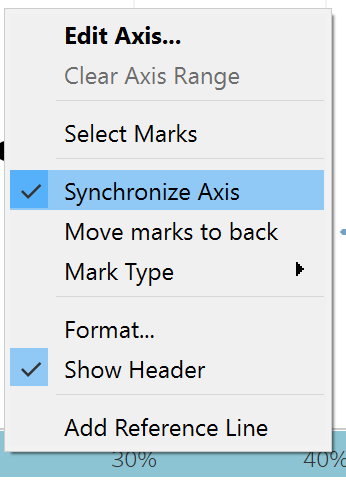 Edit Axis...
Clear Axis Range
Select Marks
Synchronize Axis
Move marks to back
Mark Type
Format...
Show Header
Add Reference Line
30% 40%